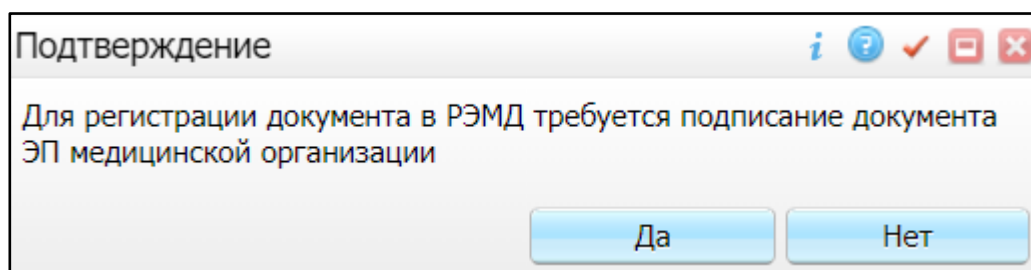 Подтверждение
Для регистрации документа в РЭМД требуется подписание документа
ЭП медицинской организации
Да Нет